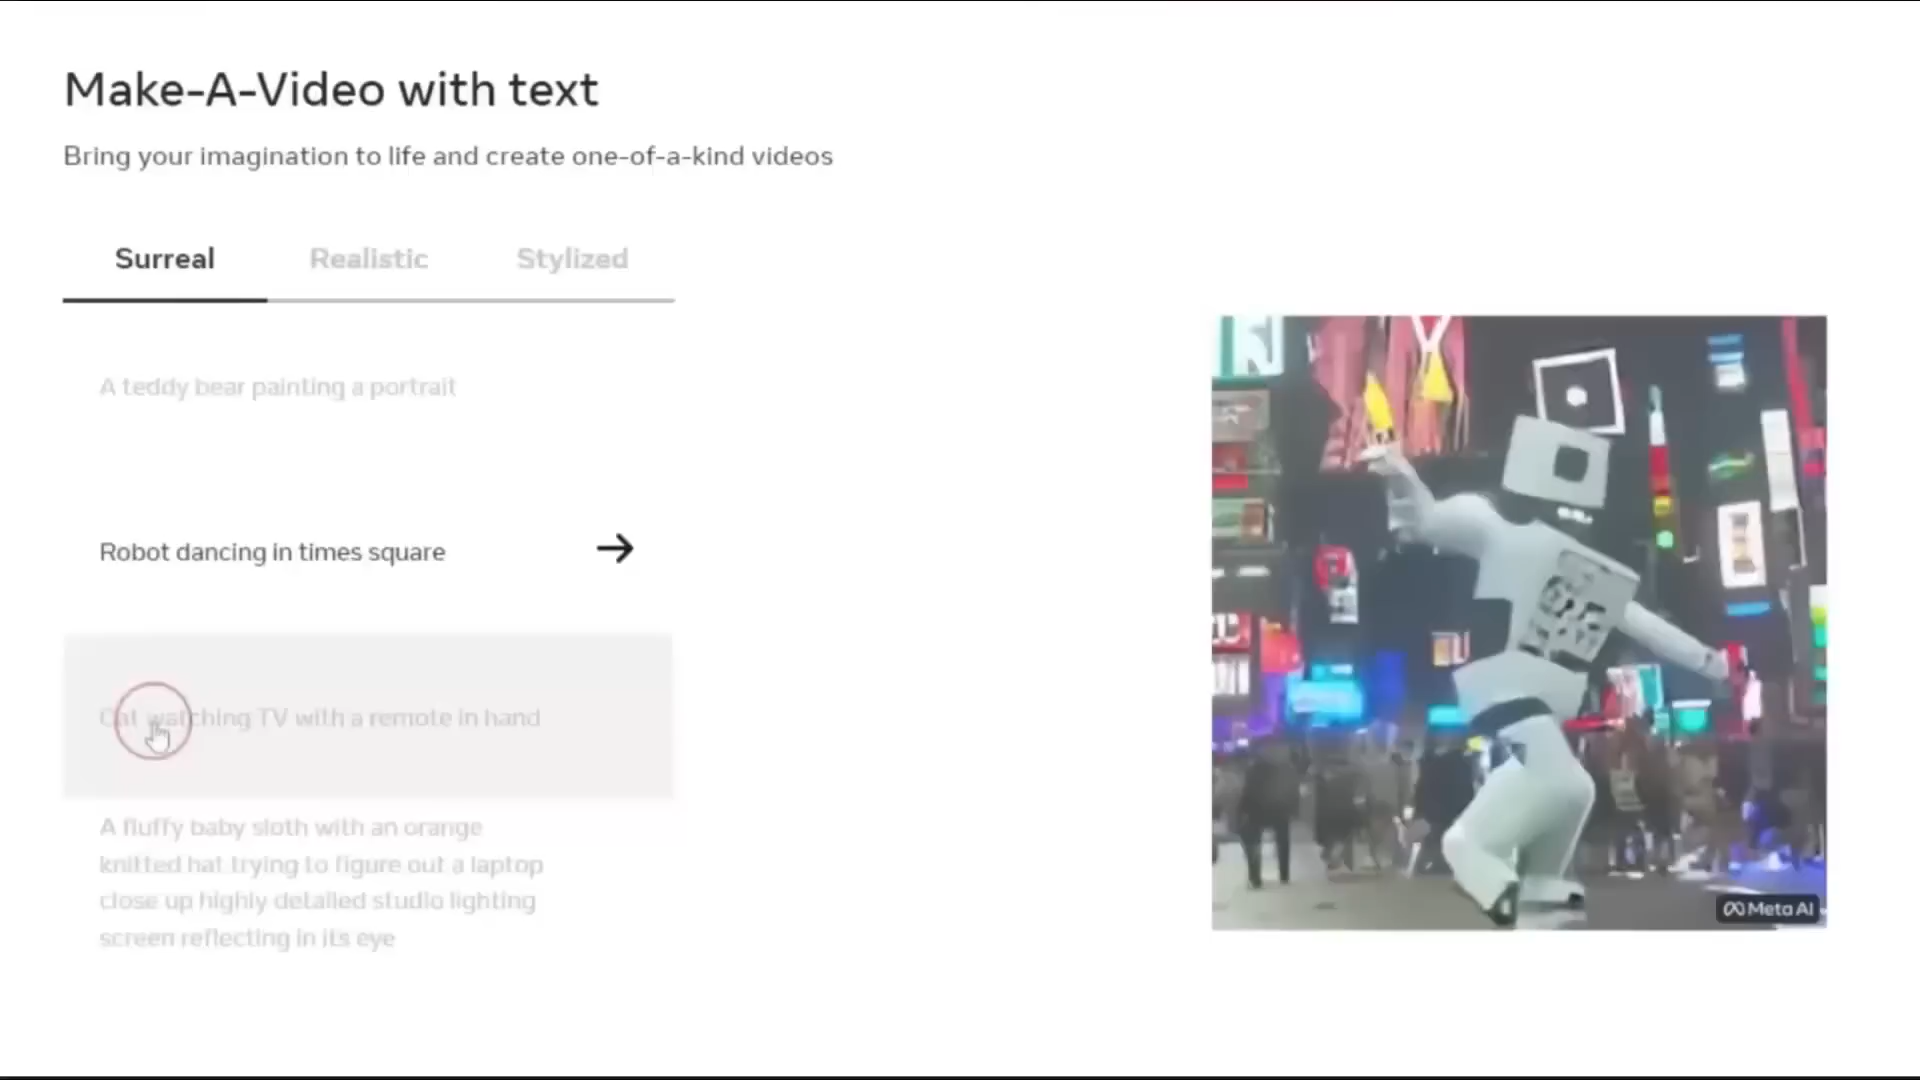 Make-A-Video with text
Bring your imagination to life and create one-of-a-kind videos
Surreal
Realistic
Stylized
A teddy bear painting a portrait
Robot dancing in times square
Cat watching TV with a remote in hand
A fluffy baby sloth with an orange
knitted hat trying to figure out a laptop
close up highly detailed studio lighting
screen reflecting in its eye
Meta AI